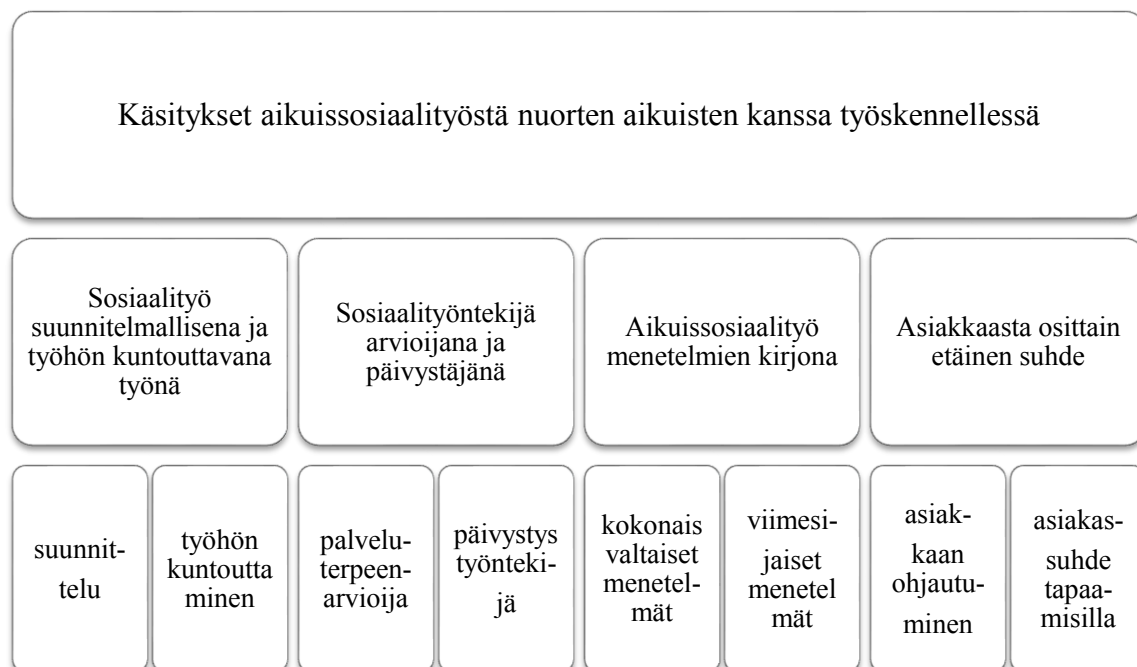 Käsitykset aikuissosiaalityöstä nuorten aikuisten kanssa työskennellessä
Sosiaalityö
suunnitelmallisena ja
työhön kuntouttavana
työnä
Sosiaalityöntekijä
arvioijana ja
päivystäjänä
Aikuissosiaalityö
menetelmien kirjona
Asiakkaasta osittain
etäinen suhde
suunnit-
telu
työhön
kuntoutta
minen
palvelu-
terpeen-
arvioija
päivystys
työnteki-
jä
kokonais
valtaiset
menetel-
mät
viimesi-
jaiset
menetel
mät
asiak-
kaan
ohjautu-
minen
asiakas-
suhde
tapaa-
misilla